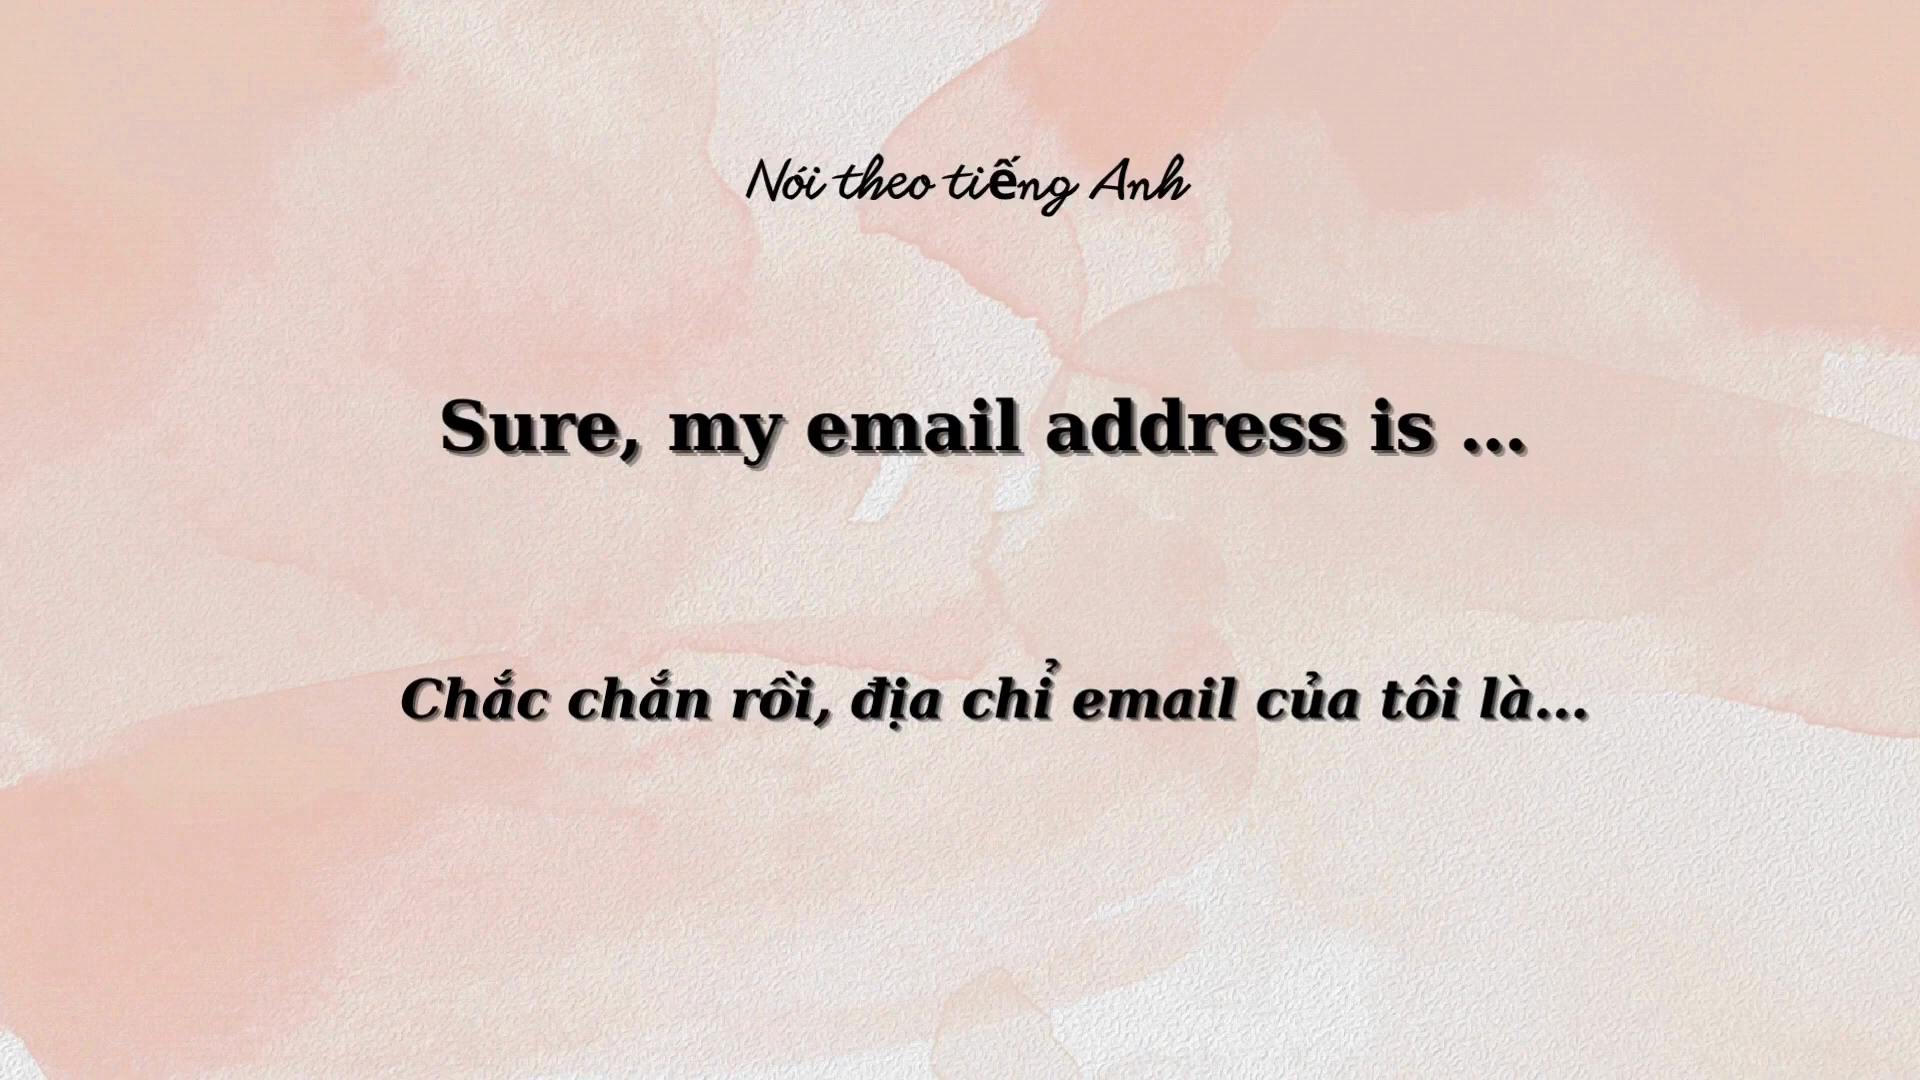 Nói theo tiếng Anh
Sure, my email address is ...
Chắc chắn rồi, địa chỉ email của tôi là...